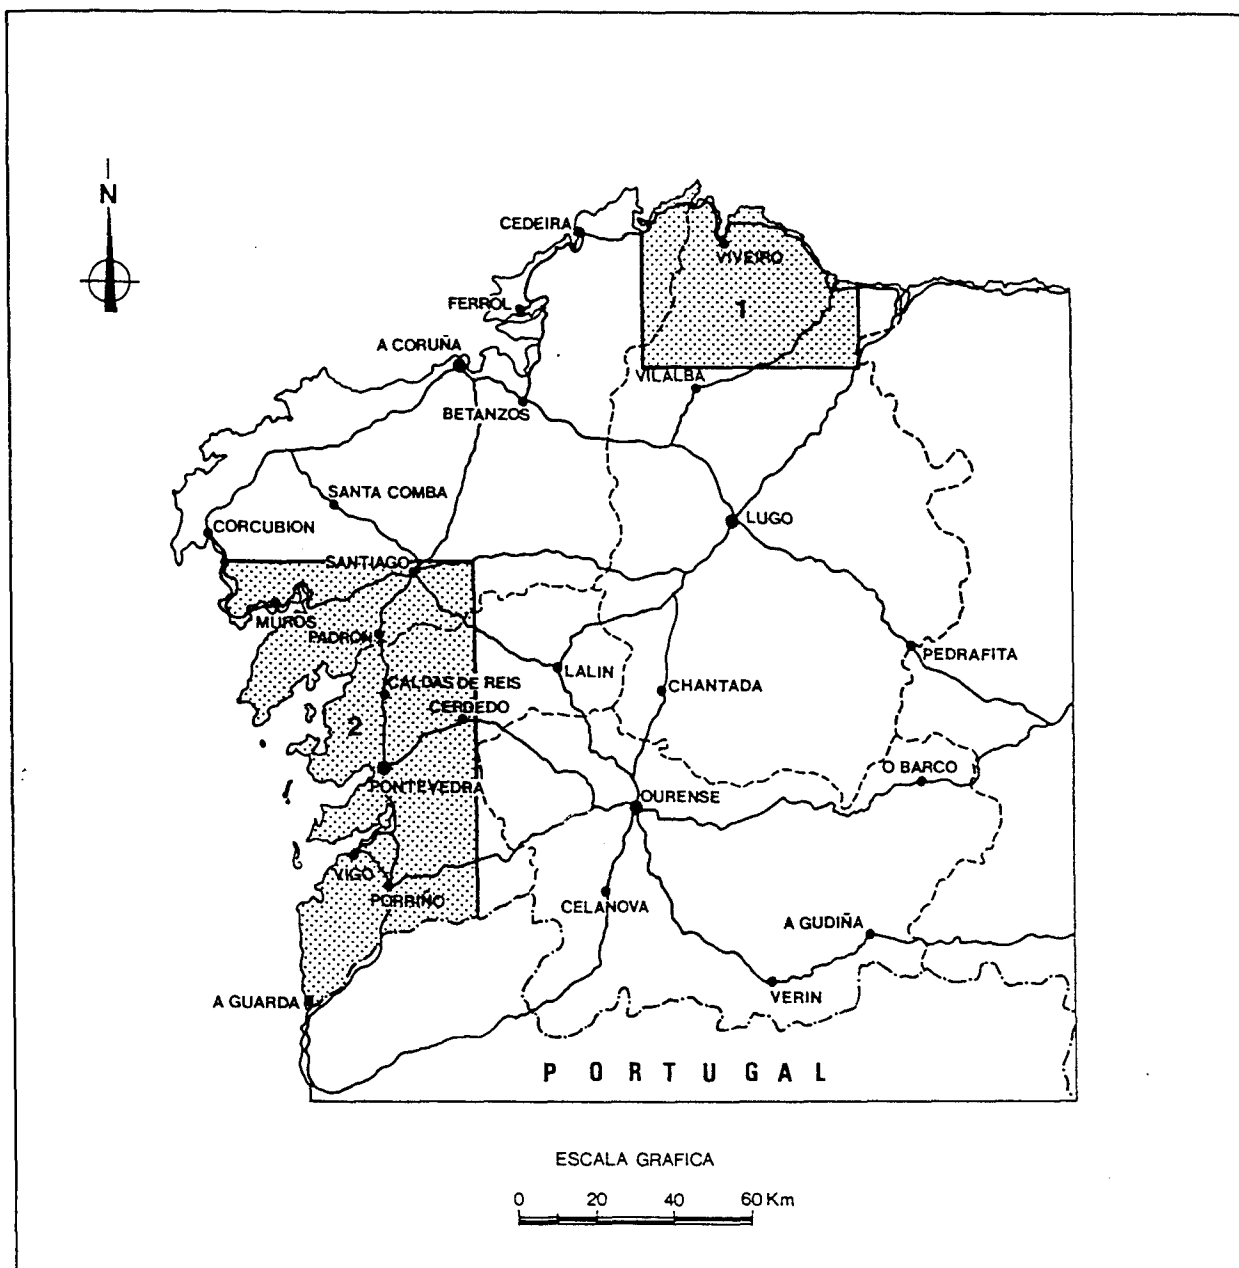 N
CEDEIRA
VIVEIRO
FERROL
1
A CORUÑA
VILALBA
BETANZOS
SANTA COMBA
LUGO
CORCUBION
SANTIAGO
MUROS
PADRON
PEDRAFITA
LALIN
CHANTADA
CALDAS DE REIS
CERDEDO
2
O BARCO
PONTEVEDRA
OURENSE
VIGO
PORRIÑO
CELANOVA
A GUDIÑA
A GUARDA
VERIN
PORTUGAL
ESCALA GRAFICA
0 20 40 60 Km